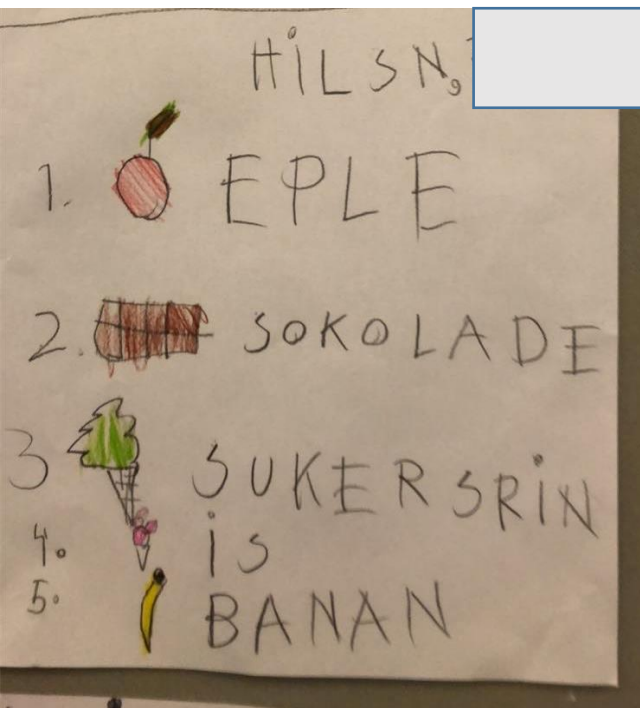 HiLSN,
1. EPLE
2. SOKOLADE
3 SUKERSRiN
4. iS
5. BANAN